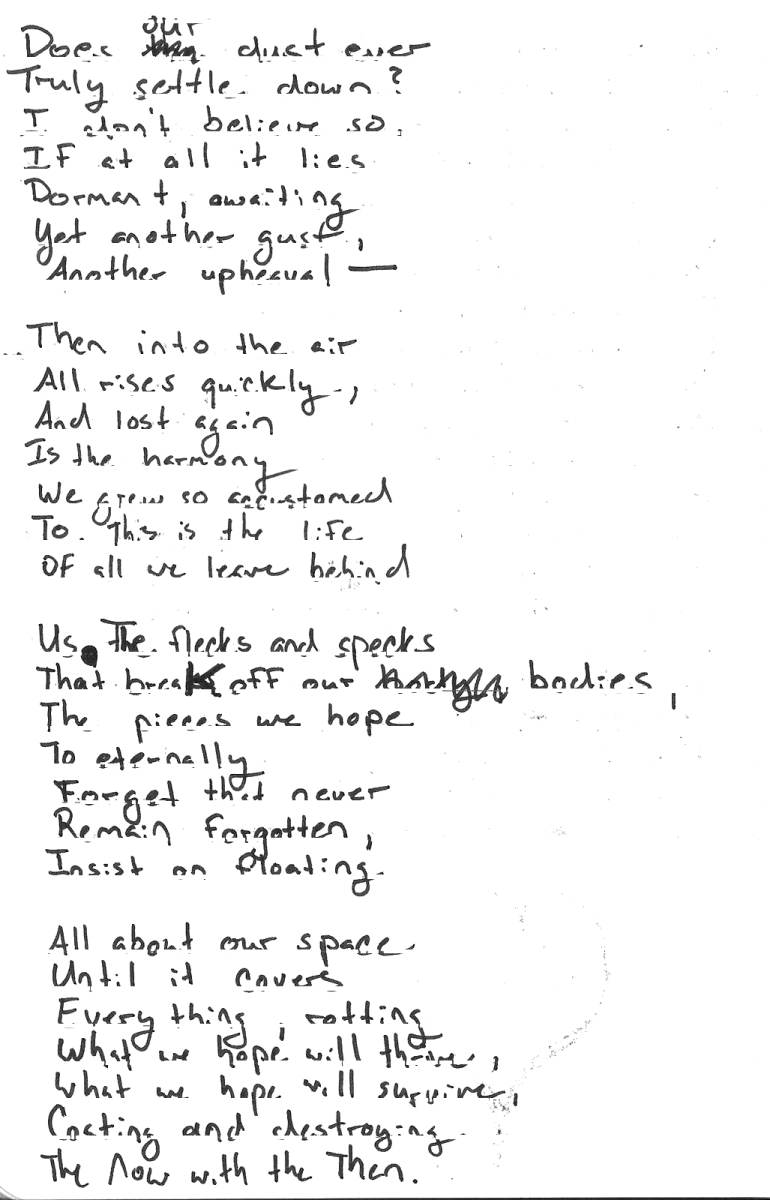 Does our dust ever
Truly settle down?
I don't believe so.
If at all it lies
Dormant, awaiting
Yet another gust,
Another upheaval —
Then into the air
All rises quickly,
And lost again
Is the harmony
We grew so accustomed
To. This is the life
Of all we leave behind
Us. The flecks and specks
That break off our bodies,
The pieces we hope
To eternally
Forget that never
Remain forgotten,
Insist on floating
All about our space
Until it covers
Everything, rotting
What we hope will thrive,
What we hope will survive,
Coating and destroying
The Now with the Then.